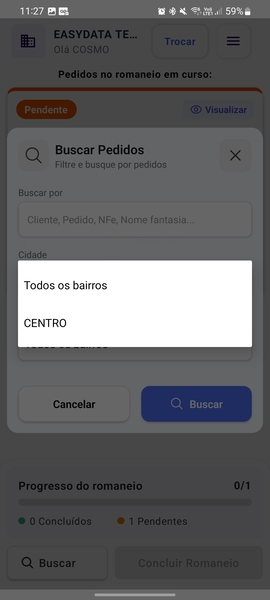 11:27
59%
EASYDATA TE...
Olá COSMO
Trocar
Pedidos no romaneio em curso:
Pendente
Visualizar
Buscar Pedidos
Filtre e busque por pedidos
Buscar por
Cliente, Pedido, NFe, Nome fantasia...
Cidade
Todos os bairros
CENTRO
Cancelar
Buscar
Progresso do romaneio
0/1
0 Concluídos
1 Pendentes
Buscar
Concluir Romaneio